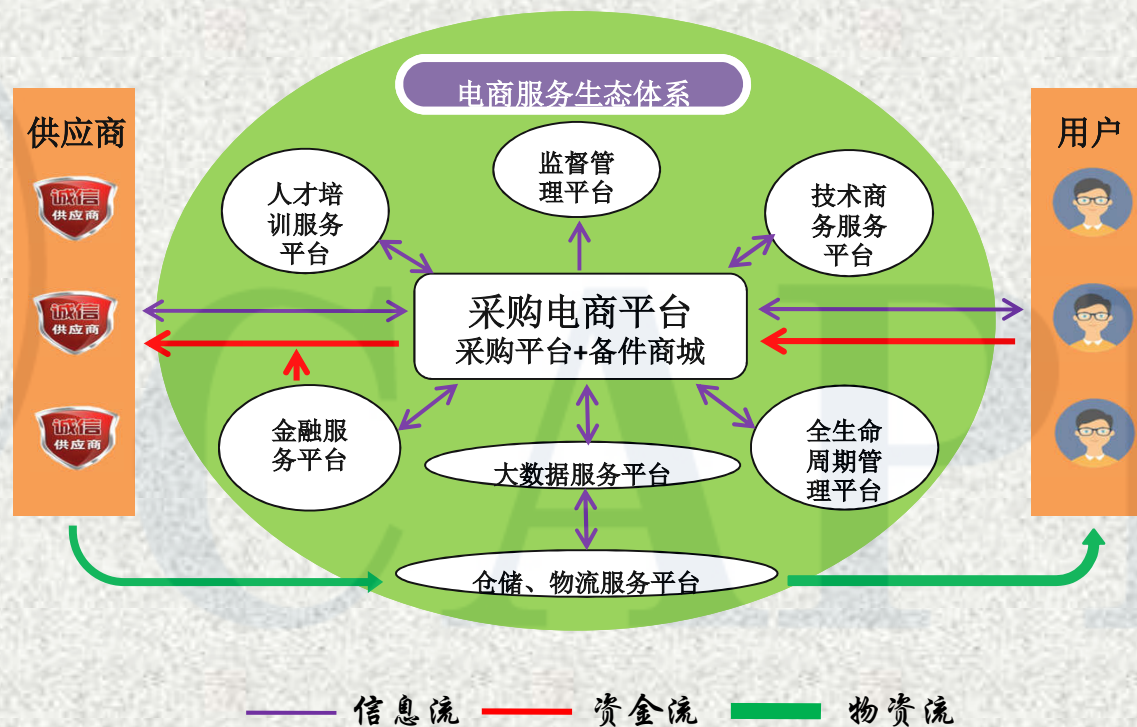 电商服务生态体系
供应商
诚信
供应商
诚信
供应商
诚信
供应商
人才培
训服务
平台
监督管
理平台
技术商
务服务
平台
采购电商平台
采购平台+备件商城
金融服
务平台
大数据服务平台
全生命
周期管
理平台
仓储、物流服务平台
用户
信息流
资金流
物资流